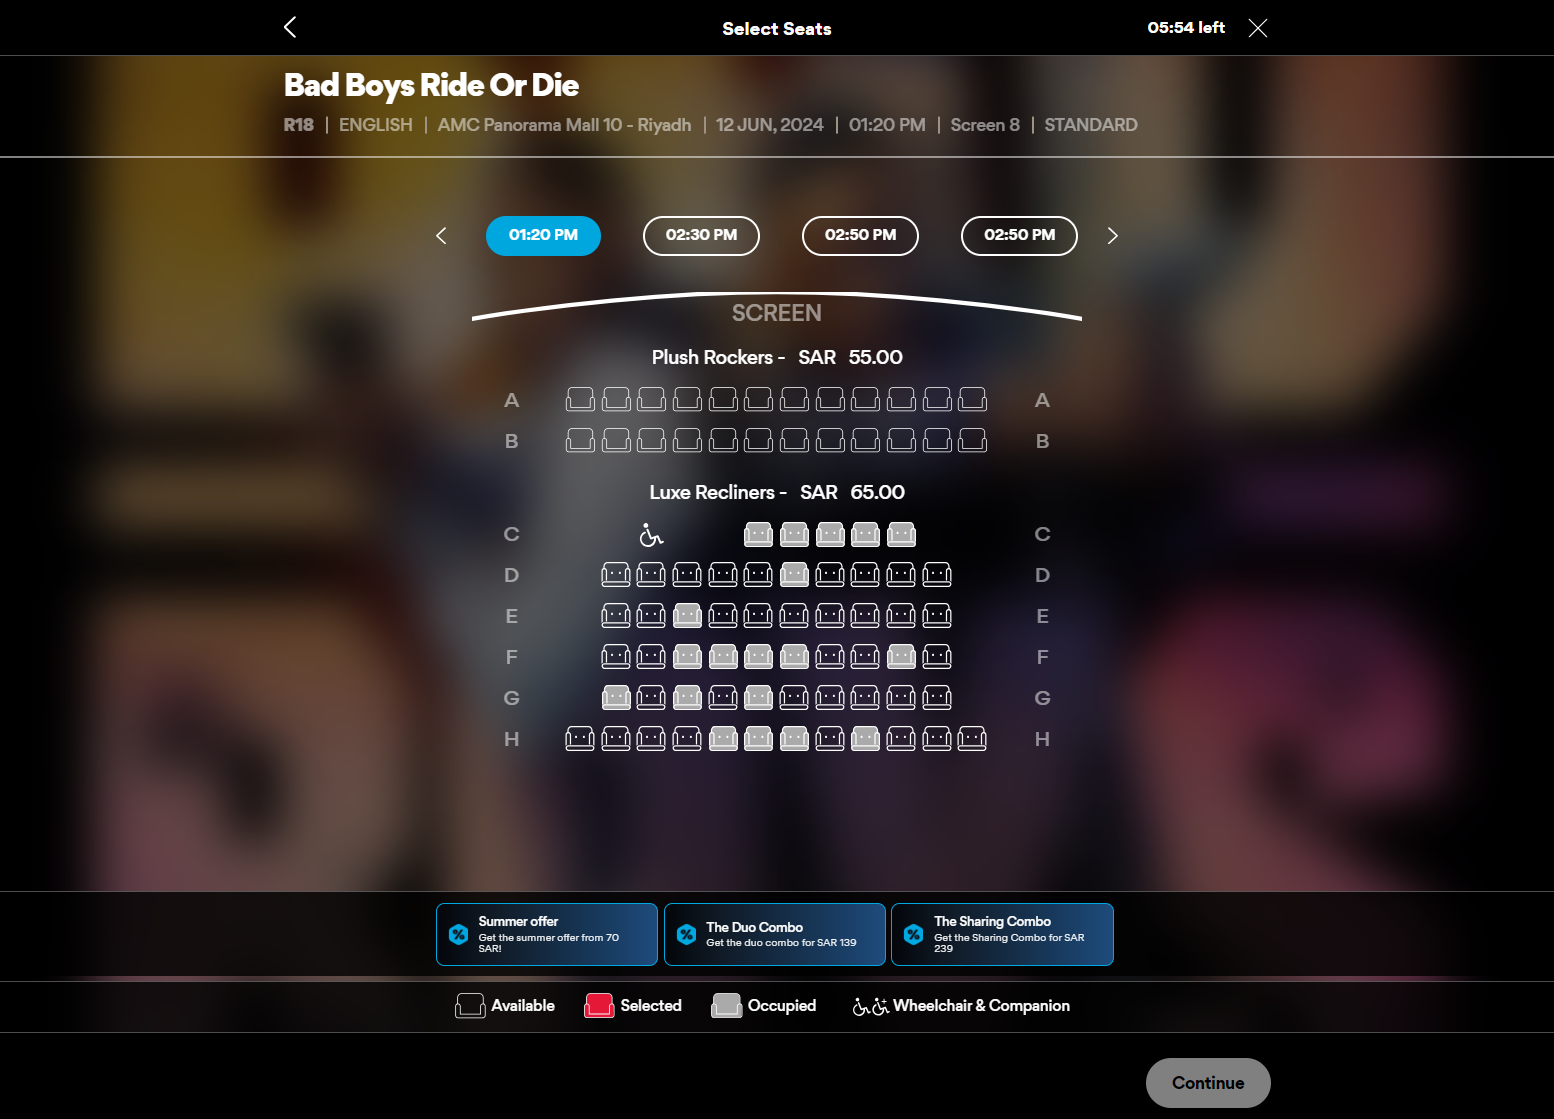 Select Seats
05:54 left
Bad Boys Ride Or Die
R18 | ENGLISH | AMC Panorama Mall 10 - Riyadh | 12 JUN, 2024 | 01:20 PM | Screen 8 | STANDARD
01:20 PM 02:30 PM 02:50 PM 02:50 PM
SCREEN
Plush Rockers - SAR 55.00
A A
B B
Luxe Recliners - SAR 65.00
C C
D D
E E
F F
G G
H H
Summer offer
Get the summer offer from 70
SAR!
The Duo Combo
Get the duo combo for SAR 139
The Sharing Combo
Get the Sharing Combo for SAR
239
Available Selected Occupied Wheelchair & Companion
Continue